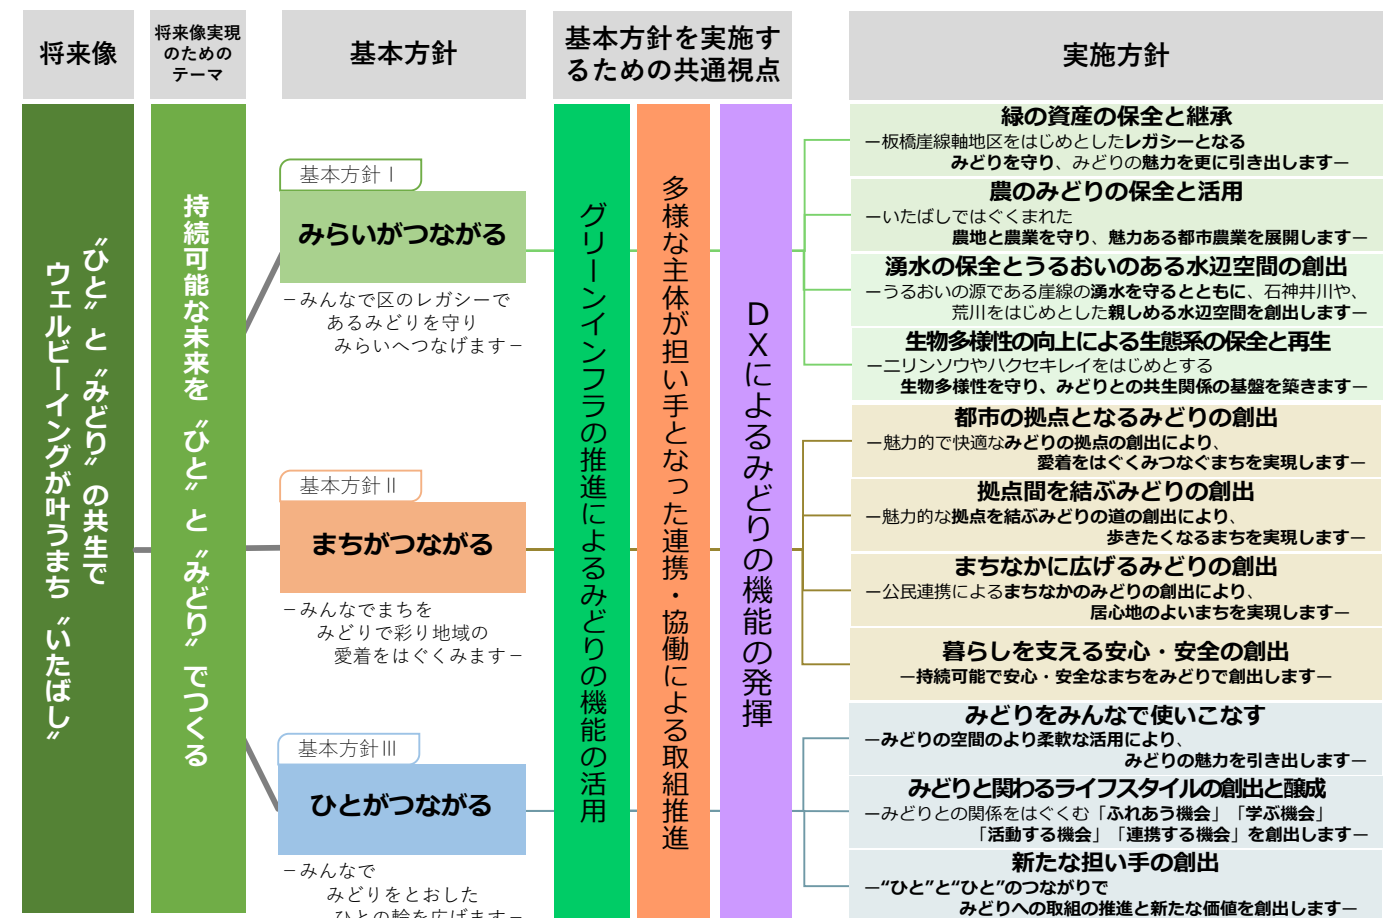 将来像
将来像実現
のための
テーマ
基本方針
基本方針を実施す
るための共通視点
実施方針
〝ひと〟と〝みどり〟の共生で
ウェルビーイングが叶うまち〝いたばし〟
持続可能な未来を〝ひと〟と〝みどり〟でつくる
基本方針Ⅰ
みらいがつながる
－みんなで区のレガシーで
あるみどりを守り
みらいへつなげます－
基本方針Ⅱ
まちがつながる
－みんなでまちを
みどりで彩り地域の
愛着をはぐくみます－
基本方針Ⅲ
ひとがつながる
－みんなで
みどりをとおした
ひとの輪を広げます－
グリーンインフラの推進によるみどりの機能の活用
多様な主体が担い手となった連携・協働による取組推進
DXによるみどりの機能の発揮
緑の資産の保全と継承
－板橋崖線軸地区をはじめとしたレガシーとなる
みどりを守り、みどりの魅力を更に引き出します－
農のみどりの保全と活用
－いたばしではぐくまれた
農地と農業を守り、魅力ある都市農業を展開します－
湧水の保全とうるおいのある水辺空間の創出
－うるおいの源である崖線の湧水を守るとともに、石神井川や、
荒川をはじめとした親しめる水辺空間を創出します－
生物多様性の向上による生態系の保全と再生
－ニリンソウやハクセキレイをはじめとする
生物多様性を守り、みどりとの共生関係の基盤を築きます－
都市の拠点となるみどりの創出
－魅力的で快適なみどりの拠点の創出により、
愛着をはぐくみつなぐまちを実現します－
拠点間を結ぶみどりの創出
－魅力的な拠点を結ぶみどりの道の創出により、
歩きたくなるまちを実現します－
まちなかに広げるみどりの創出
－公民連携によるまちなかのみどりの創出により、
居心地のよいまちを実現します－
暮らしを支える安心・安全の創出
－持続可能で安心・安全なまちをみどりで創出します－
みどりをみんなで使いこなす
－みどりの空間のより柔軟な活用により、
みどりの魅力を引き出します－
みどりと関わるライフスタイルの創出と醸成
－みどりとの関係をはぐくむ「ふれあう機会」「学ぶ機会」
「活動する機会」「連携する機会」を創出します－
新たな担い手の創出
－“ひと”と“ひと”のつながりで
みどりへの取組の推進と新たな価値を創出します－